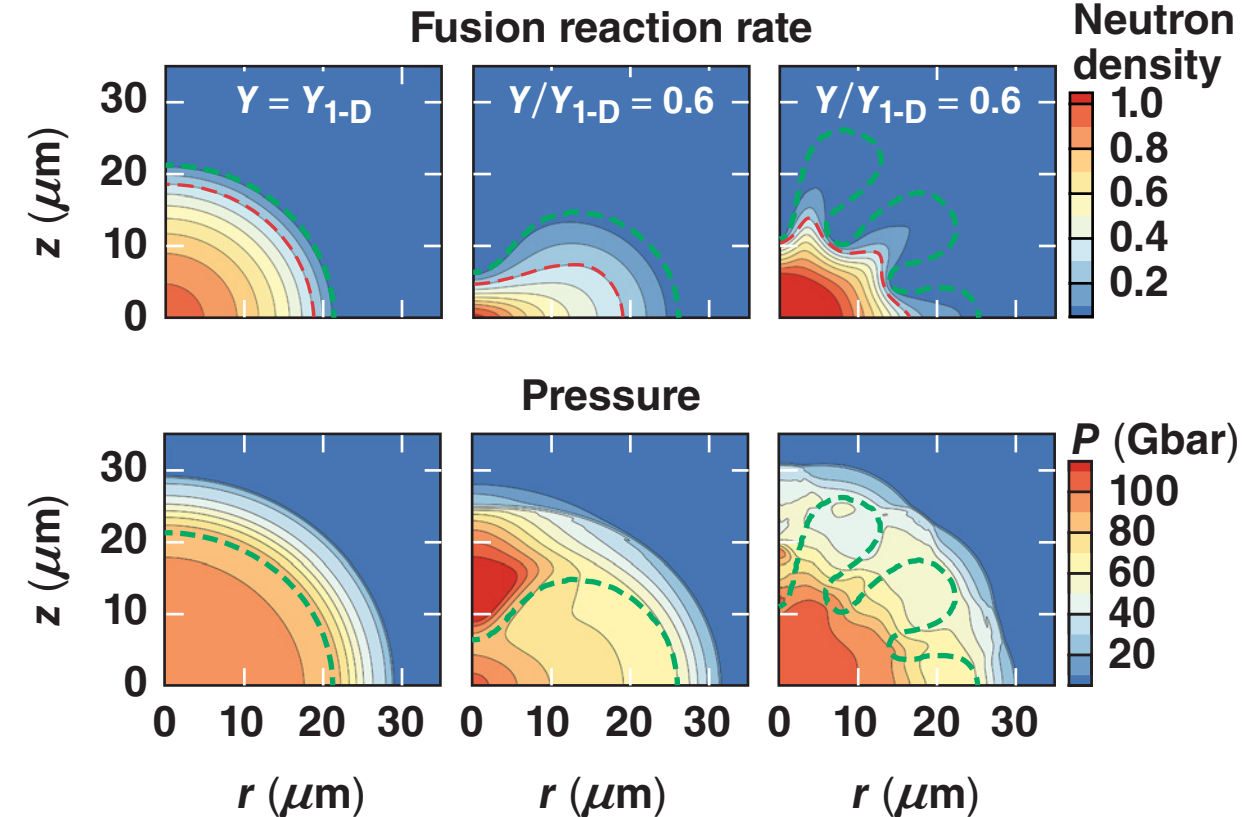 Fusion reaction rate
Neutron
density
Y = Y1-D
Y/Y1-D = 0.6
Y/Y1-D = 0.6
z (μm)
30
20
10
0
1.0
0.8
0.6
0.4
0.2
Pressure
P (Gbar)
z (μm)
30
20
10
0
100
80
60
40
20
0 10 20 30
0 10 20 30
0 10 20 30
r (μm)
r (μm)
r (μm)